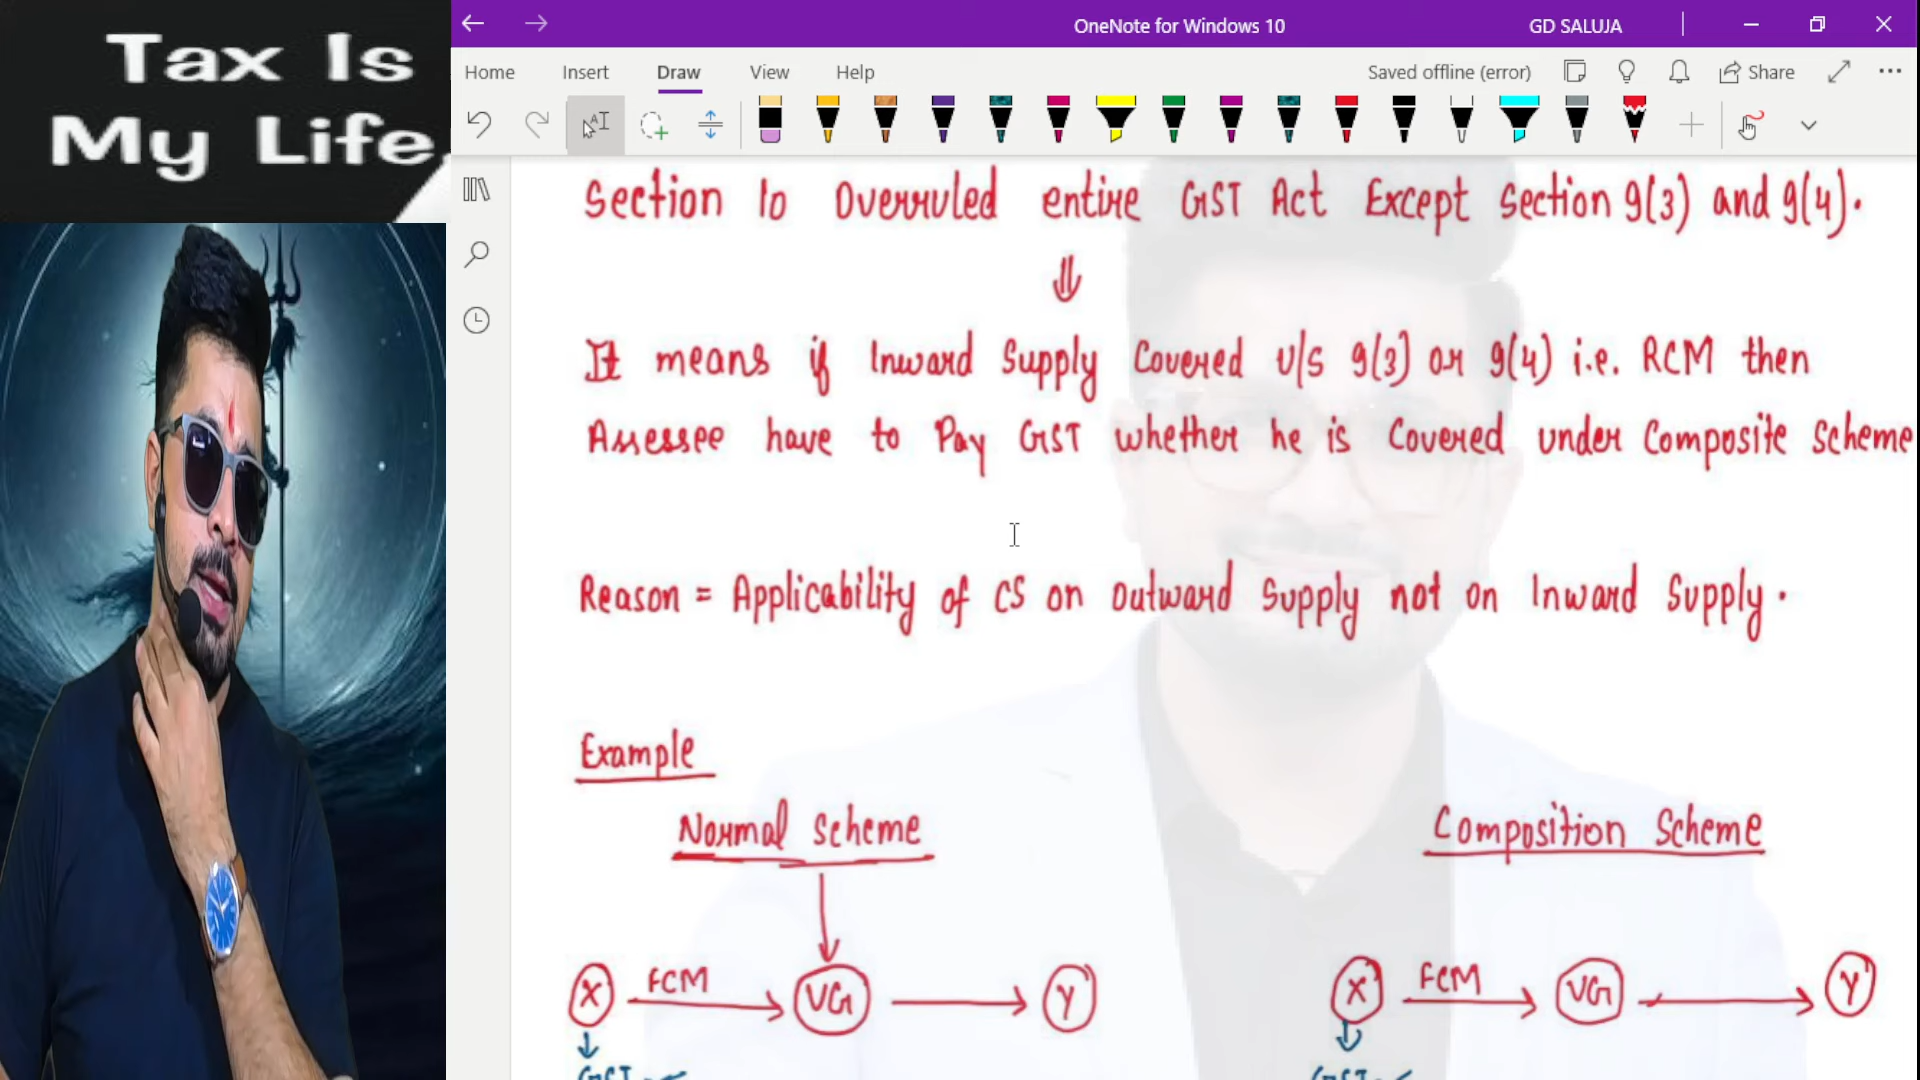 Tax Is
My Life.
OneNote for Windows 10
GD SALUJA
Home Insert Draw View Help
Saved offline (error)
Share
Section 10 Overruled entire GST Act Except Section 9(3) and 9(4).
It means if Inward Supply Covered u/s 9(3) or 9(4) i.e. RCM then
Assessee have to Pay GST whether he is Covered under Composite Scheme
Reason = Applicability of CS on Outward Supply not on Inward Supply.
Example
Normal Scheme
Composition Scheme
X FCM VG Y
X FCM VG Y
GST
GST